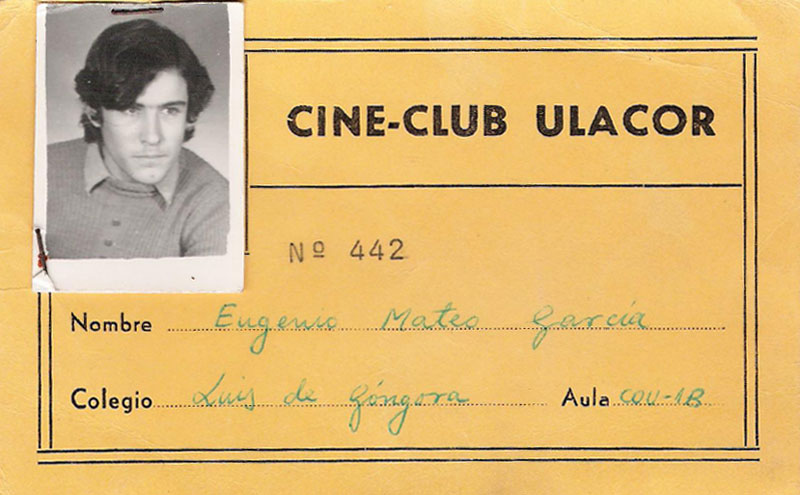 CINE-CLUB ULACOR
Nº 442
Nombre Eugenio Mateo García
Colegio Luis de Góngora Aula COU-1B